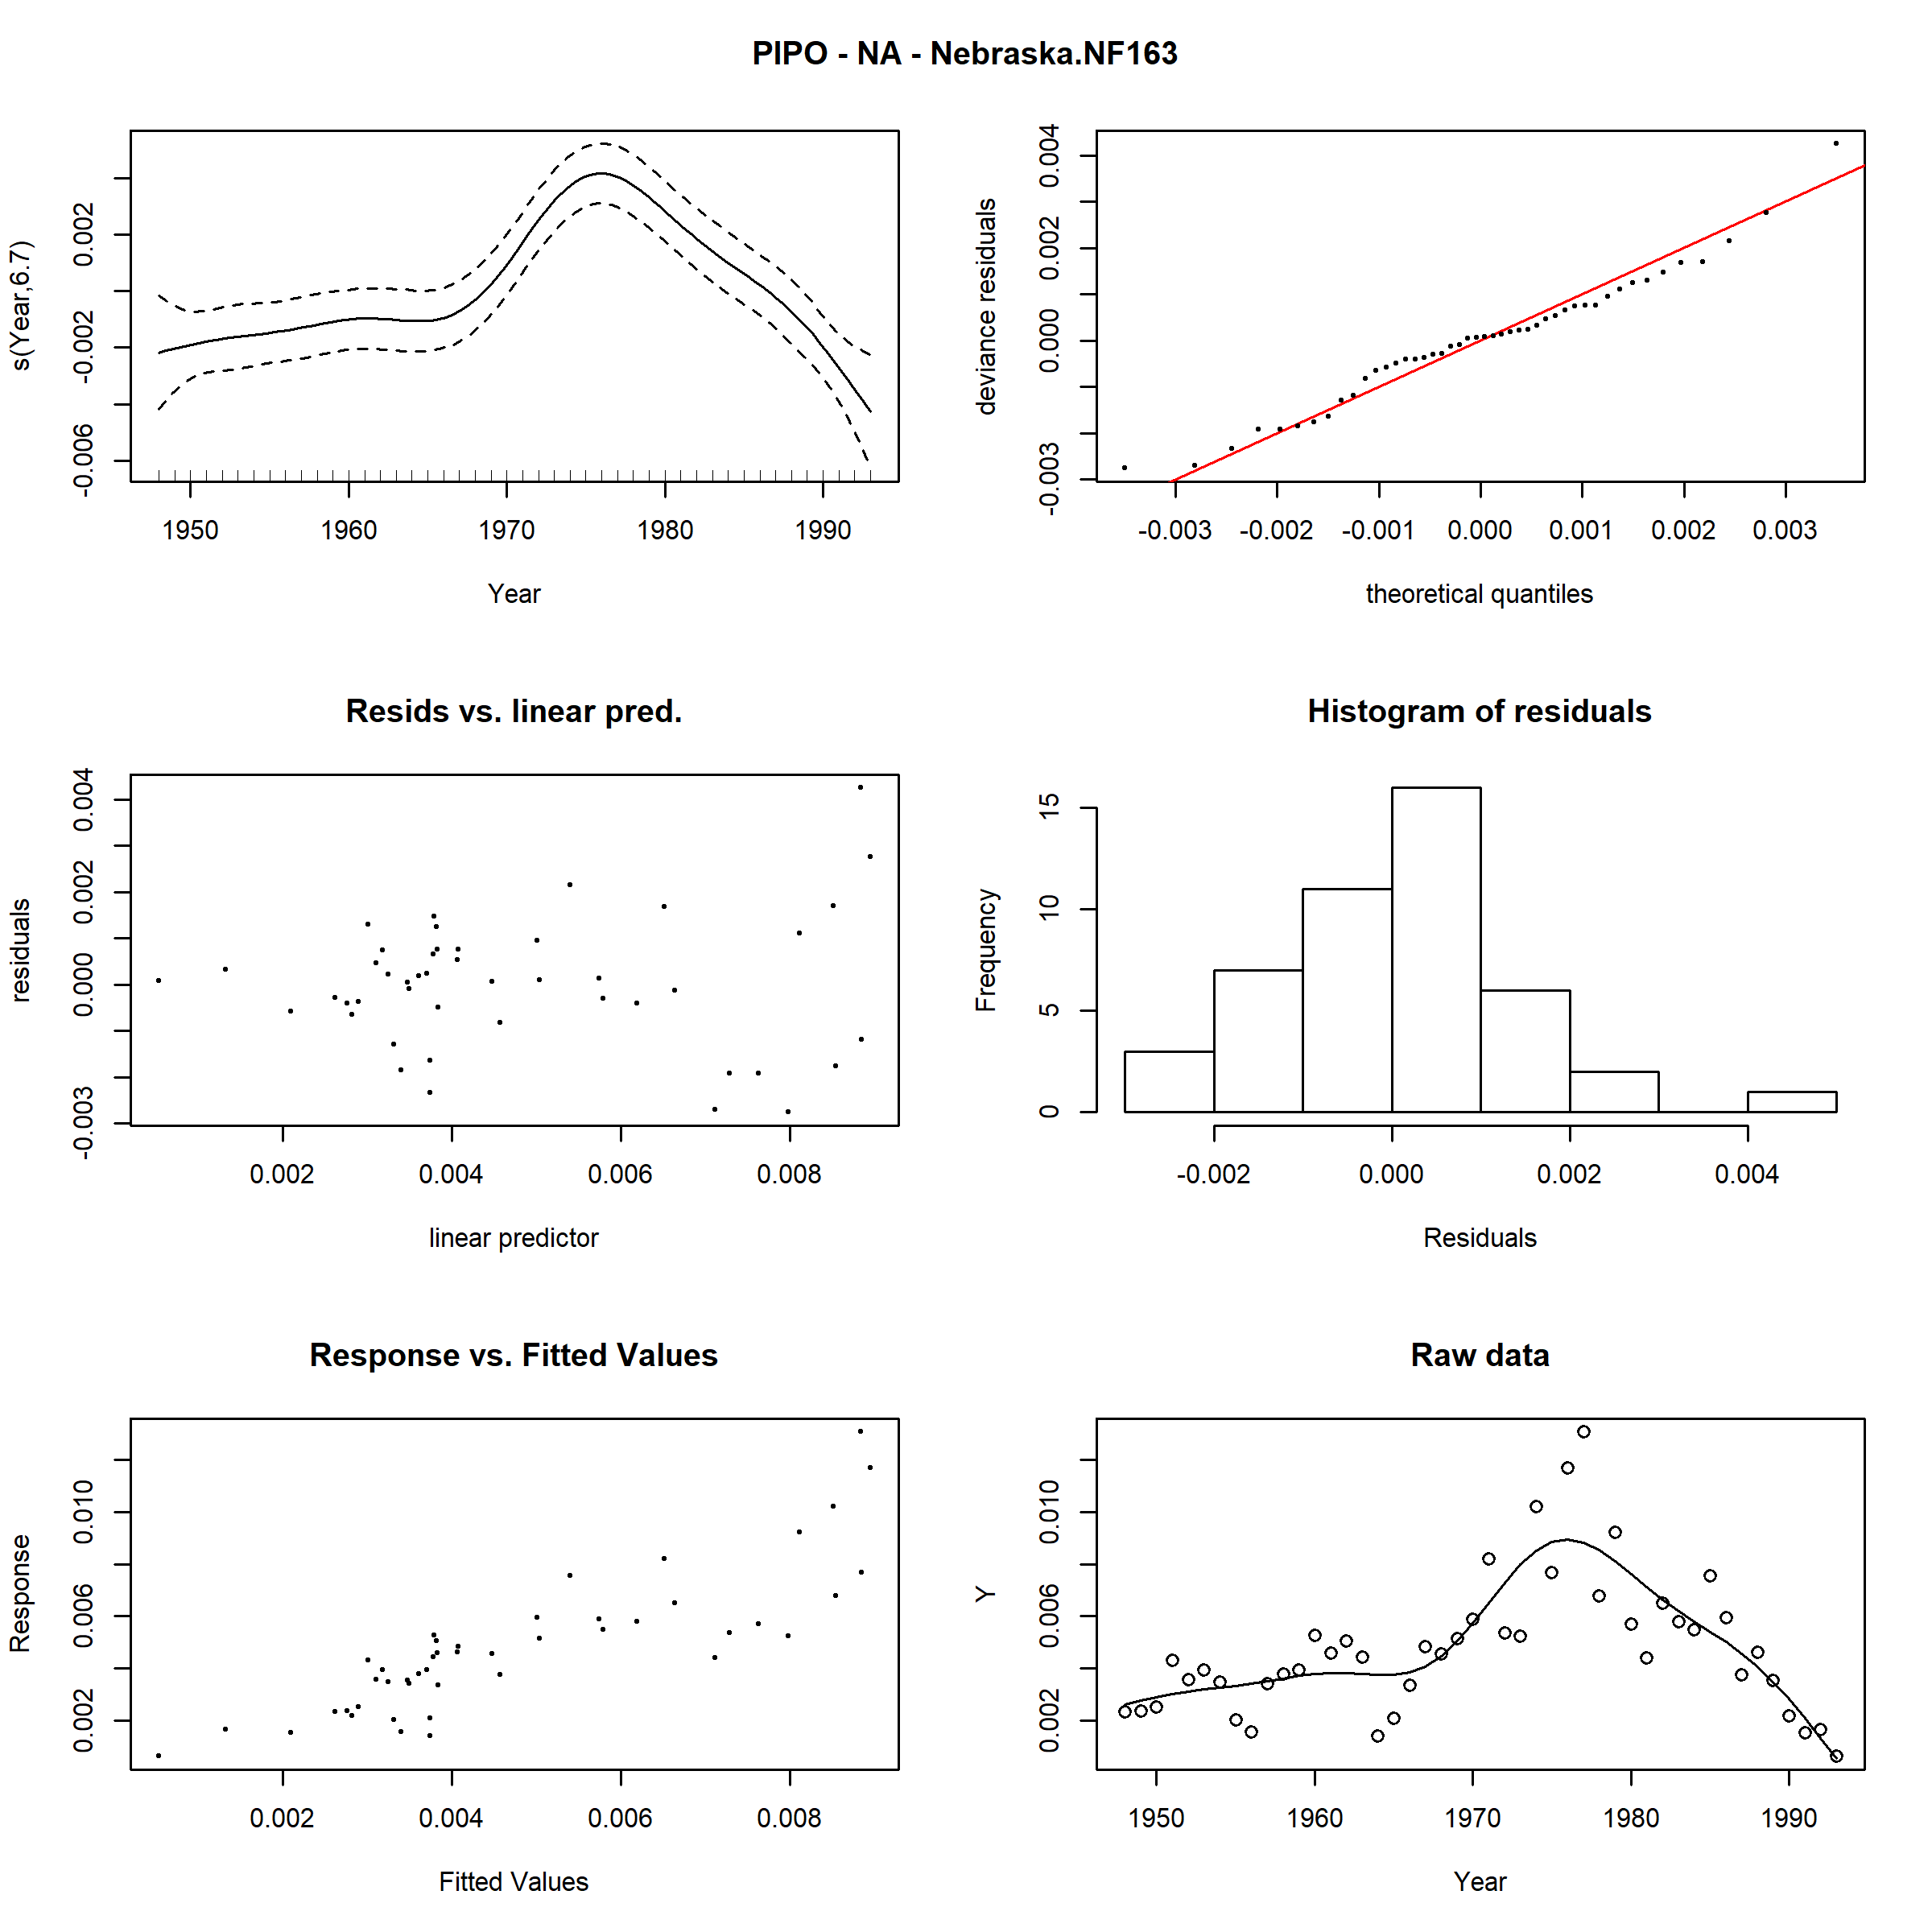 PIPO - NA - Nebraska.NF163
s(Year,6.7)
-0.006 -0.002 0.002
1950 1960 1970 1980 1990
Year
deviance residuals
-0.003 0.000 0.002 0.004
-0.003 -0.002 -0.001 0.000 0.001 0.002 0.003
theoretical quantiles
Resids vs. linear pred.
residuals
-0.003 0.000 0.002 0.004
0.002 0.004 0.006 0.008
linear predictor
Histogram of residuals
Frequency
0 5 10 15
-0.002 0.000 0.002 0.004
Residuals
Response vs. Fitted Values
Response
0.002 0.006 0.010
0.002 0.004 0.006 0.008
Fitted Values
Raw data
Y
0.002 0.006 0.010
1950 1960 1970 1980 1990
Year